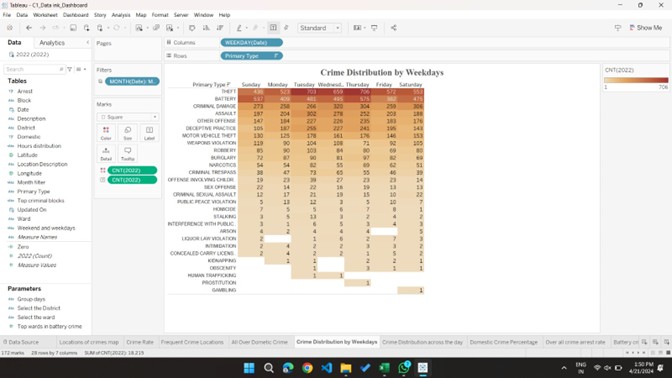 Tableau - C1_Data ink_Dashboard
File Data Worksheet Dashboard Story Analysis Map Format Server Window Help
Standard
Show Me
Data Analytics
2022 (2022)
Search
Tables
Arrest
Block
Date
Description
District
Domestic
Hours distribution
Latitude
Location Description
Longitude
Month filter
Primary Type
Top criminal blocks
Updated On
Ward
Weekend and weekdays
Measure Names
Zero
2022 (Count)
Measure Values
Parameters
Group days
Select the District
Select the ward
Top wards in battery crime
Pages
Filters
MONTH(Date): M...
Marks
Square
Color Size Label
Detail Tooltip
CNT(2022)
CNT(2022)
Columns WEEKDAY(Date)
Rows Primary Type
Crime Distribution by Weekdays
Primary Type Sunday Monday Tuesday Wednesd.. Thursday Friday Saturday
THEFT 523 703 659 706 572 553
BATTERY 537 409 481 495 575 475
CRIMINAL DAMAGE 273 258 266 320 304 259 306
ASSAULT 197 204 302 278 252 203 188
OTHER OFFENSE 147 194 227 226 235 183 176
DECEPTIVE PRACTICE 105 187 255 227 241 195 143
MOTOR VEHICLE THEFT 130 125 178 161 176 146 153
WEAPONS VIOLATION 119 90 104 108 71 92 105
ROBBERY 85 90 103 84 80 69 80
BURGLARY 72 87 90 81 97 82 69
NARCOTICS 54 54 82 55 69 62 51
CRIMINAL TRESPASS 38 47 73 65 55 46 39
OFFENSE INVOLVING CHILDR.. 19 23 39 27 23 23 14
SEX OFFENSE 22 14 22 16 19 13 13
CRIMINAL SEXUAL ASSAULT 12 17 21 19 15 10 22
PUBLIC PEACE VIOLATION 5 13 12 3 5 10 7
HOMICIDE 7 5 5 6 7 8 1
STALKING 3 5 13 3 2 4 2
INTERFERENCE WITH PUBLIC.. 3 1 6 5 3 4 3
ARSON 4 2 4 4 4 5
LIQUOR LAW VIOLATION 2 1 6 2 7 3
INTIMIDATION 2 4 2 2 3 3 2
CONCEALED CARRY LICENS.. 2 4 2 2 1 5 2
KIDNAPPING 1 1 2 2 1
OBSCENITY 1 3 1 1
HUMAN TRAFFICKING 1 1
PROSTITUTION 1
GAMBLING 1
CNT(2022)
1 706
Data Source Locations of crimes map Crime Rate Frequent Crime Locations All Over Dometic Crime Crime Distribution by Weekdays Crime Distribution across the day Domestic Crime Percentage Over all crime arrest rate Battery cri
172 marks 28 rows by 7 columns SUM of CNT(2022): 18,215
ENG
IN
1:50 PM
4/21/2024